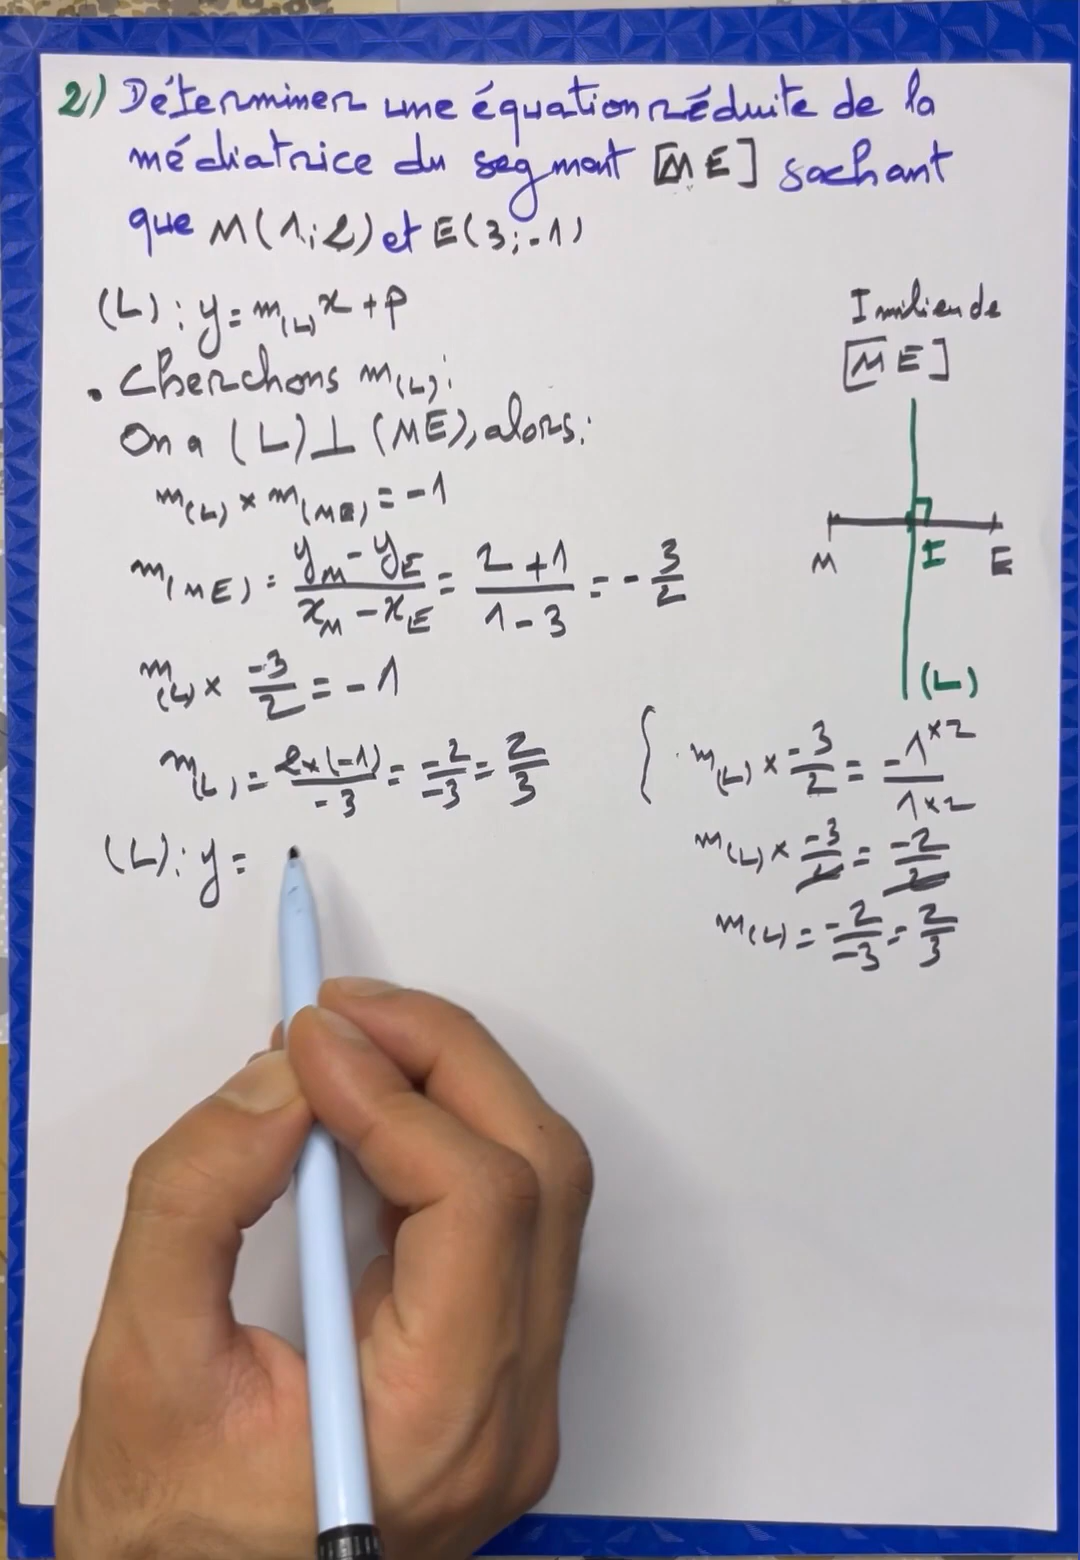 2) Déterminer une équation réduite de la
médiatrice du segment [ME] sachant
que M(1;2) et E(3;-1)
(L): y = m(L) x + p
. Cherchons m(L):
On a (L) ⊥ (ME), alors:
m(L) × m(ME) = -1
m(ME) = (yM - yE)/(xM - xE) = (2+1)/(1-3) = -3/2
m(L) × -3/2 = -1
m(L) = 2×(-1)/-3 = -2/-3 = 2/3
(L): y =
I milieu de
[ME]
M I E
(L)
{ m(L) × -3/2 = -1×2/1×2
m(L) × -3/2 = -2/2
m(L) = -2/-3 = 2/3